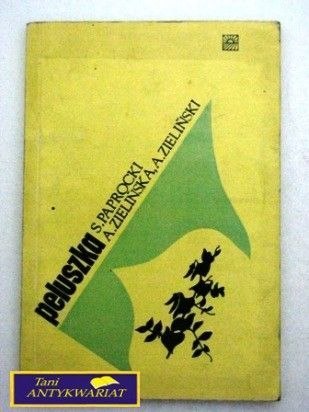 peluszka
S. PAPROCKI
A. ZIELIŃSKA, A. ZIELIŃSKI
Tani
ANTYKWARIAT